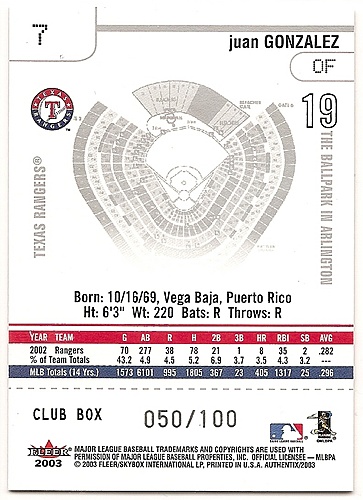 7
juan GONZALEZ
OF
19
TEXAS RANGERS®
THE BALLPARK IN ARLINGTON
Born: 10/16/69, Vega Baja, Puerto Rico
Ht: 6'3" Wt: 220 Bats: R Throws: R
YEAR TEAM G AB R H 2B 3B HR RBI SB AVG
2002 Rangers 70 277 38 78 21 1 8 35 2 .282
% of Team Totals 43.2 4.9 4.5 5.2 6.9 3.7 3.5 4.3 3.2 -
MLB Totals (14 Yrs.) 1573 6101 995 1805 367 23 405 1317 25 296
CLUB BOX 050/100
FLEER
2003
MAJOR LEAGUE BASEBALL TRADEMARKS AND COPYRIGHTS ARE USED WITH
PERMISSION OF MAJOR LEAGUE BASEBALL PROPERTIES, INC. OFFICIAL LICENSEE - MLBPA
© 2003 FLEER/SKYBOX INTERNATIONAL LP, PRINTED IN U.S.A. AUTHENTIX/2003